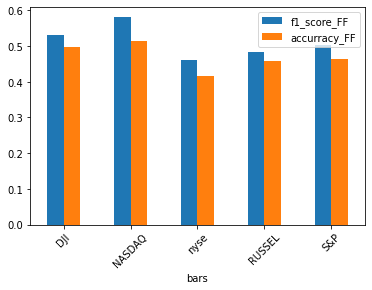 0.6
0.5
0.4
0.3
0.2
0.1
0.0
f1_score_FF
accurracy_FF
DJI
NASDAQ
nyse
RUSSEL
S&P
bars